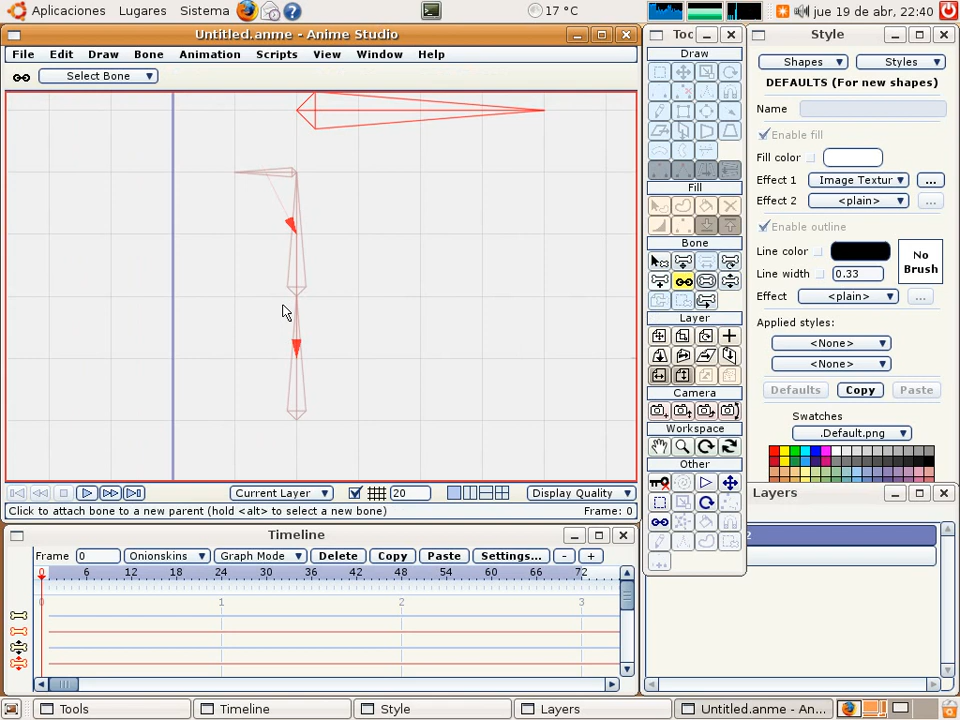 Aplicaciones Lugares Sistema 17 °C jue 19 de abr, 22:40
Untitled.anme - Anime Studio
File Edit Draw Bone Animation Scripts View Window Help
Select Bone
Current Layer 20 Display Quality
Click to attach bone to a new parent (hold <alt> to select a new bone) Frame: 0
Timeline
Frame 0 Onionskins Graph Mode Delete Copy Paste Settings... - +
0 6 12 18 24 30 36 42 48 54 60 66 72
0 1 2 3
Draw
Fill
Bone
Layer
Camera
Workspace
Other
Style
Shapes Styles
DEFAULTS (For new shapes)
Name
Enable fill
Fill color
Effect 1 Image Textur ...
Effect 2 <plain> ...
Enable outline
Line color
No Brush
Line width 0.33
Effect <plain> ...
Applied styles:
<None>
<None>
Defaults Copy Paste
Swatches
.Default.png
Layers
2
Tools Timeline Style Layers Untitled.anme - An...